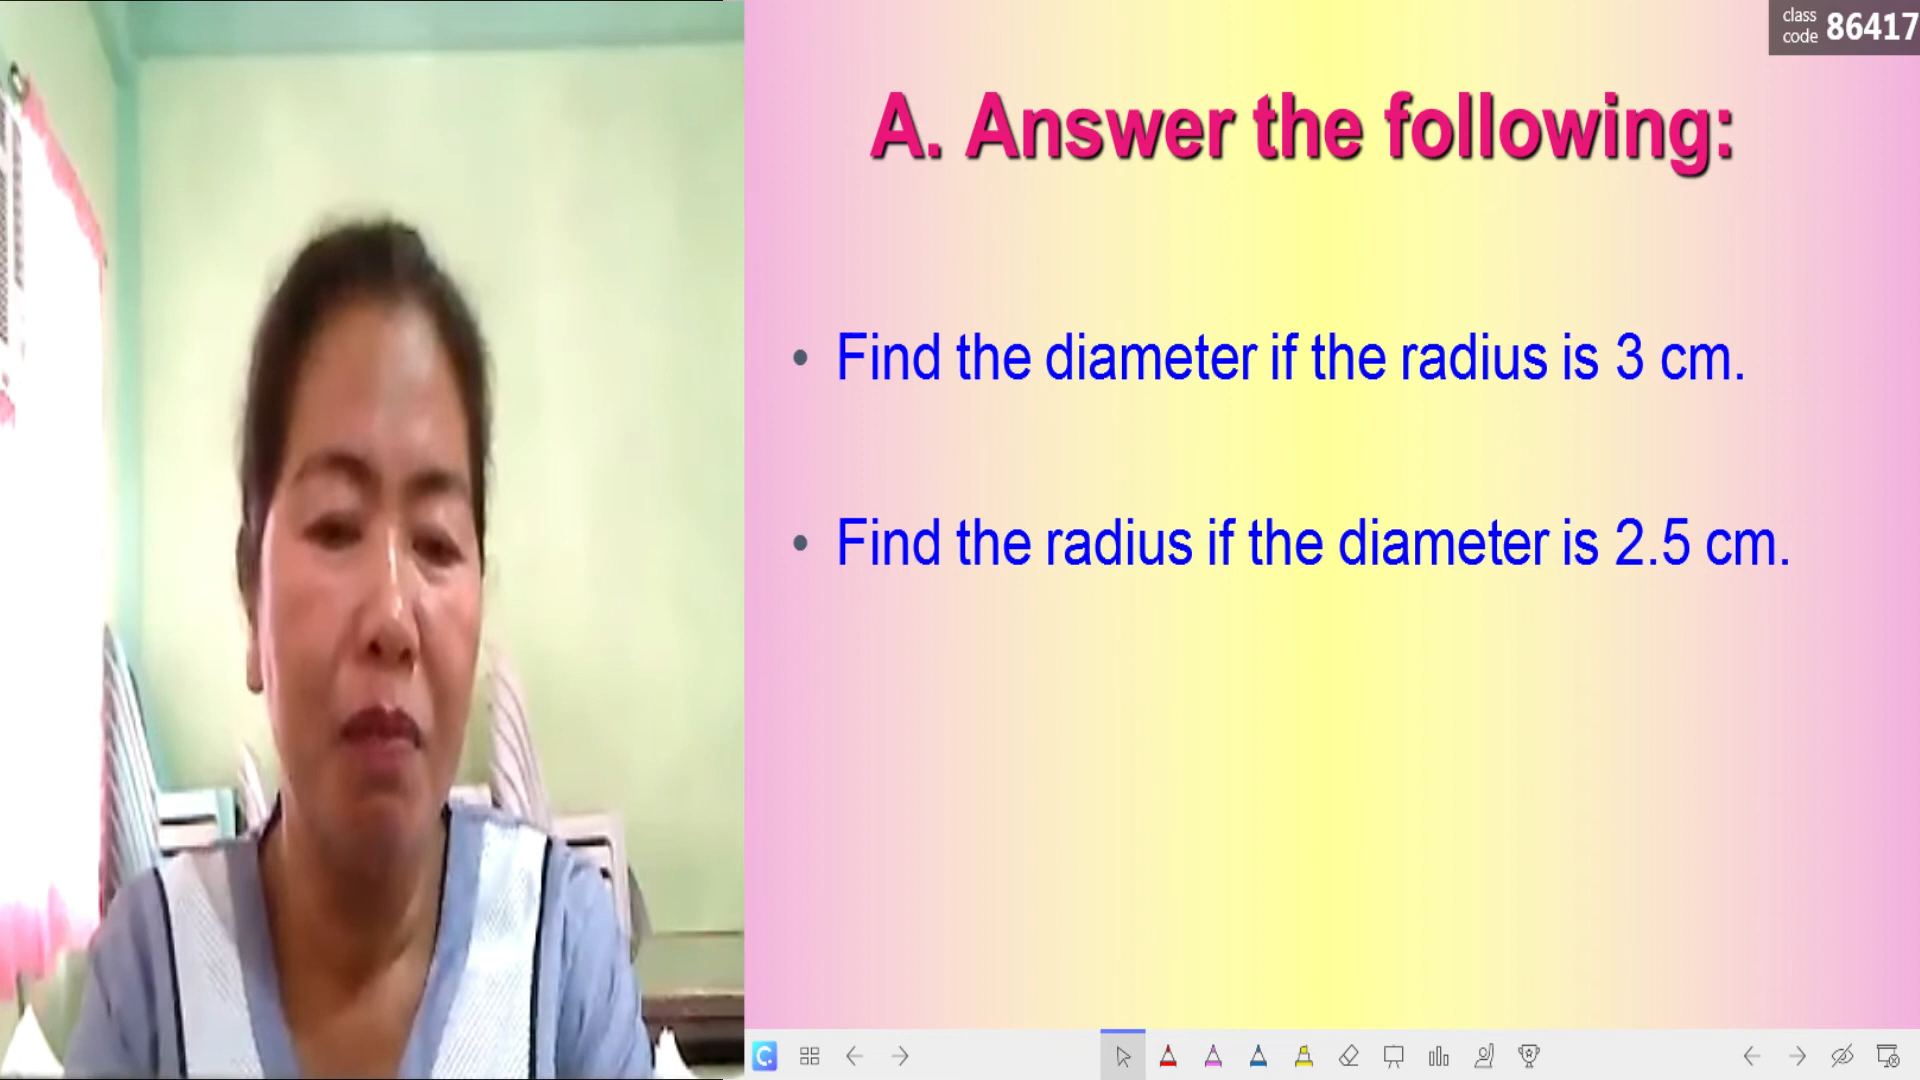 class
code 86417
A. Answer the following:
• Find the diameter if the radius is 3 cm.
• Find the radius if the diameter is 2.5 cm.